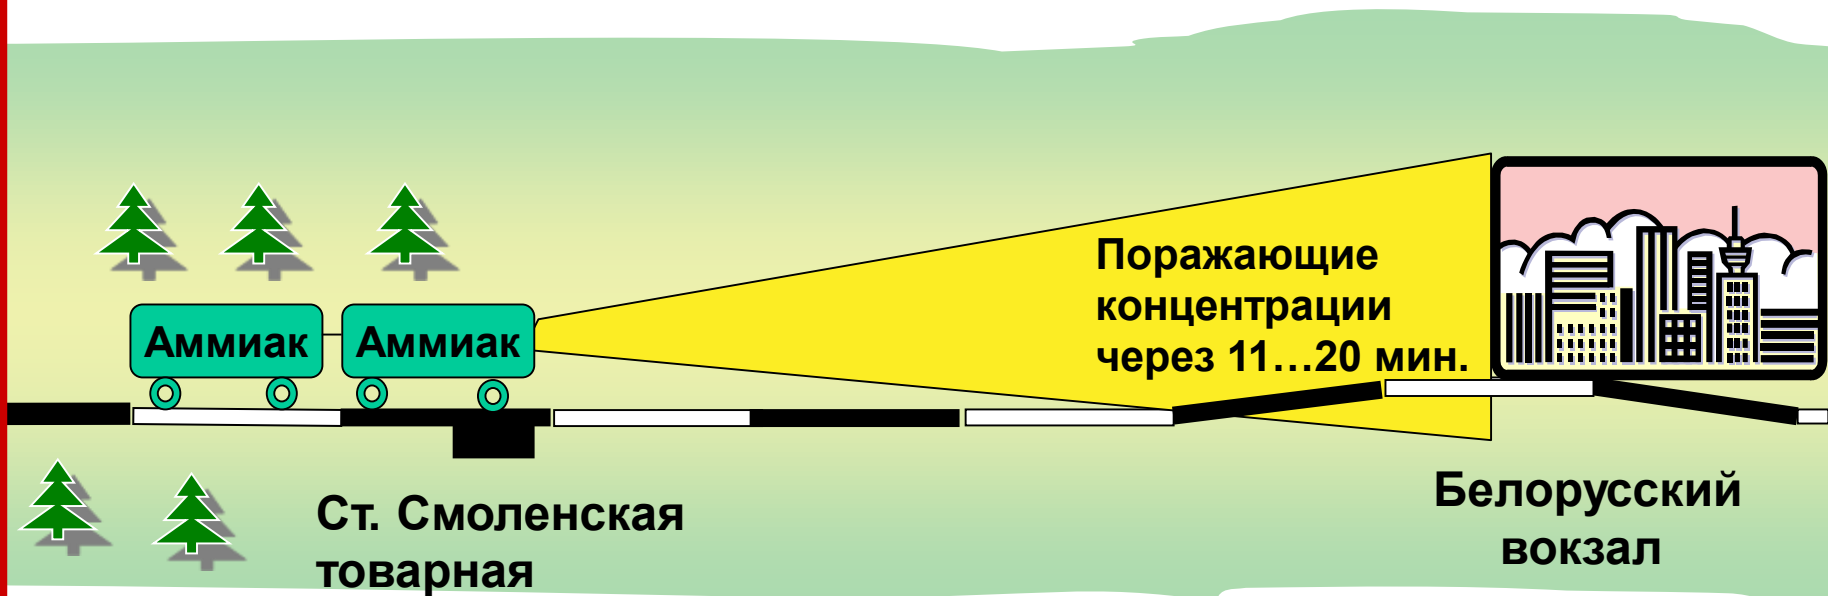 Поражающие
концентрации
через 11...20 мин.
Аммиак Аммиак
Ст. Смоленская
товарная
Белорусский
вокзал